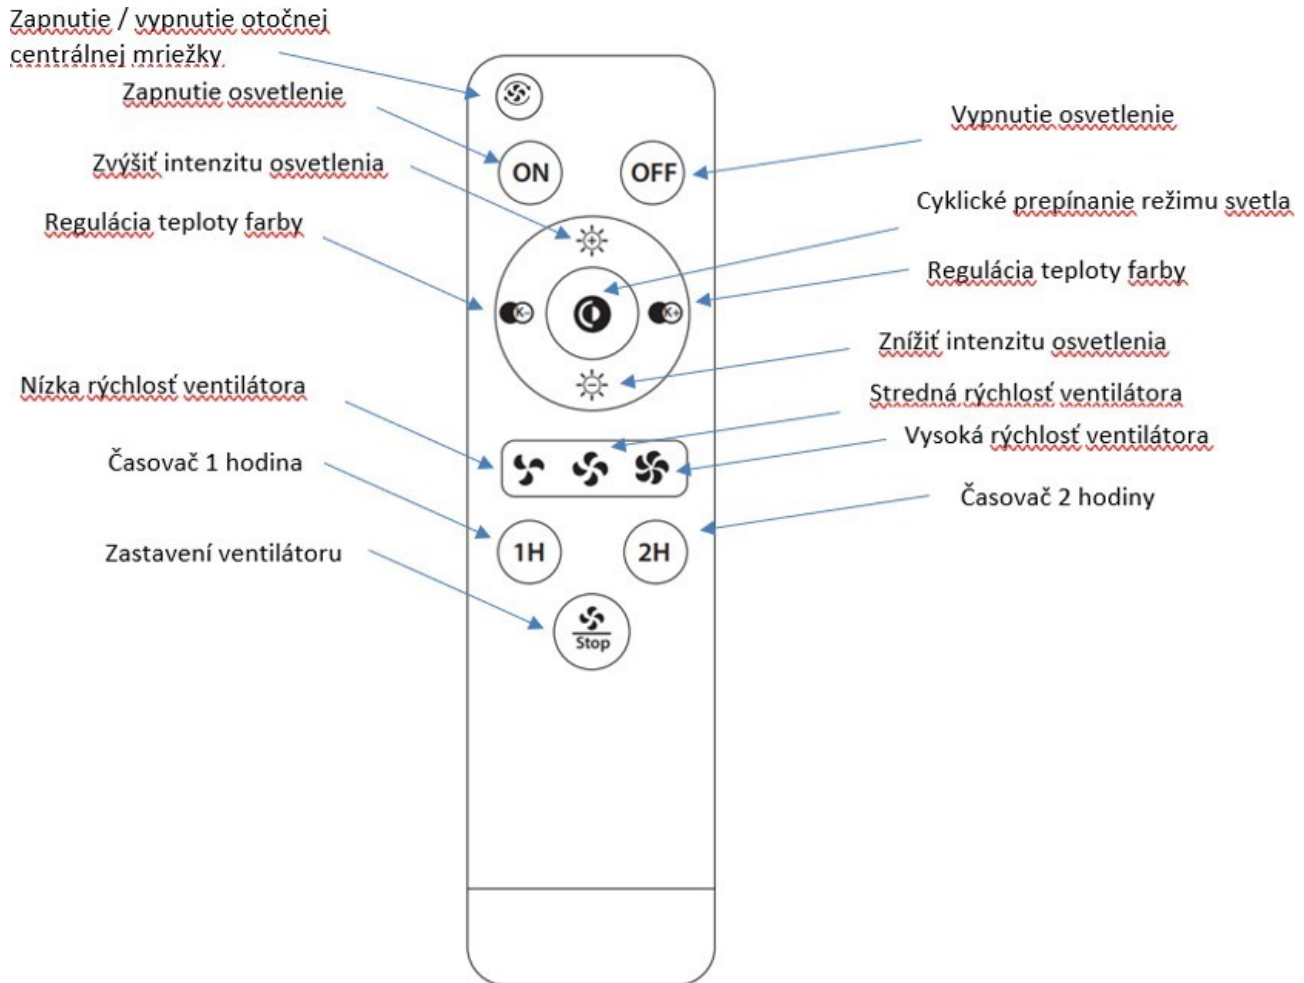 Zapnutie / vypnutie otočnej
centrálnej mriežky
Zapnutie osvetlenie
Vypnutie osvetlenie
Zvýšiť intenzitu osvetlenia
ON
OFF
Cyklické prepínanie režimu svetla
Regulácia teploty farby
Regulácia teploty farby
K-
K+
Znížiť intenzitu osvetlenia
Nízka rýchlosť ventilátora
Stredná rýchlosť ventilátora
Vysoká rýchlosť ventilátora
Časovač 1 hodina
Časovač 2 hodiny
1H
2H
Zastavení ventilátoru
Stop